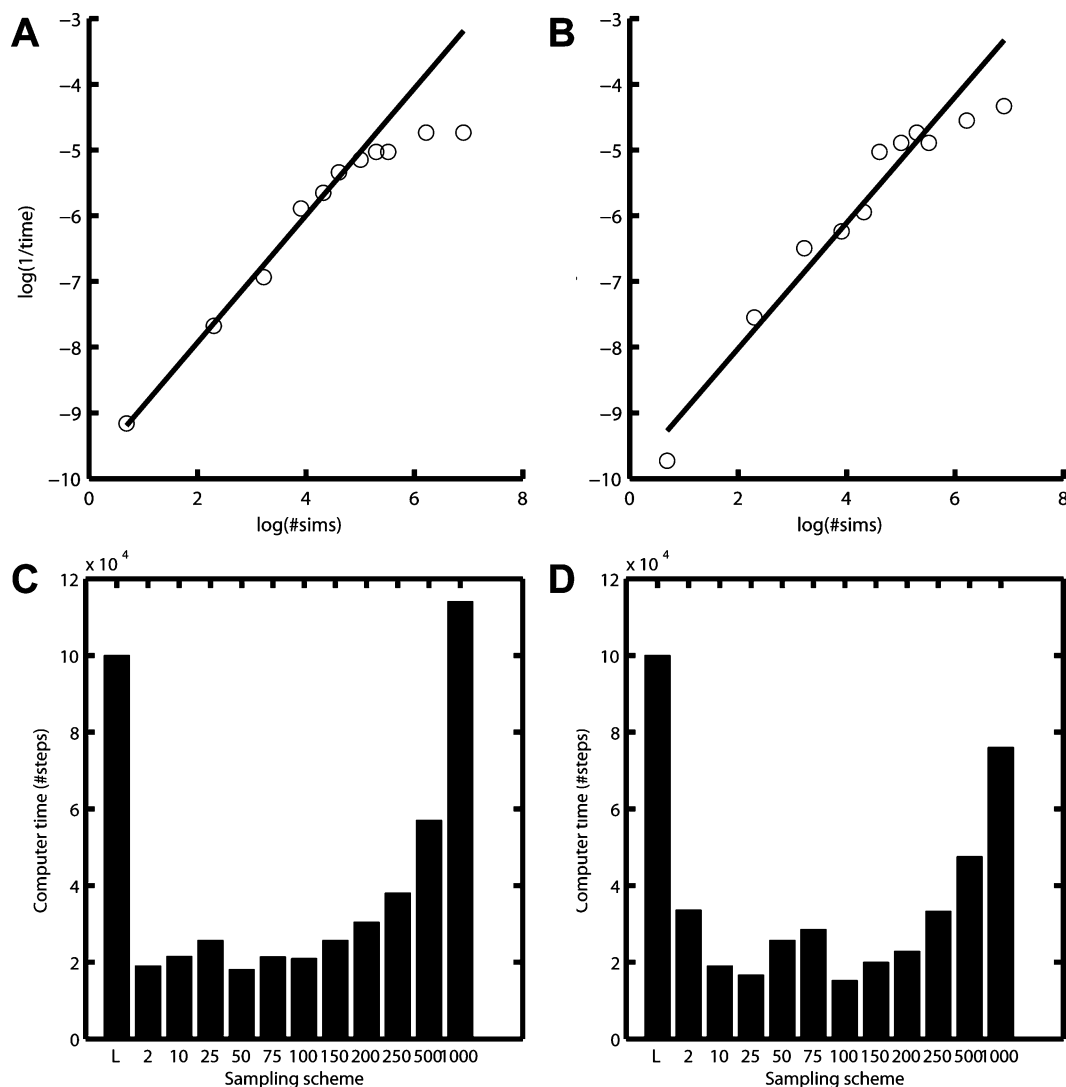 A
B
−3
−4
−5
−6
−7
−8
−9
−10
log(1/time)
0 2 4 6 8
log(#sims)
−3
−4
−5
−6
−7
−8
−9
−10
0 2 4 6 8
log(#sims)
C
D
x 10 4
12
10
8
6
4
2
0
Computer time (#steps)
L 2 10 25 50 75 100 150 200 250 500 1000
Sampling scheme
x 10 4
12
10
8
6
4
2
0
Computer time (#steps)
L 2 10 25 50 75 100 150 200 250 500 1000
Sampling scheme